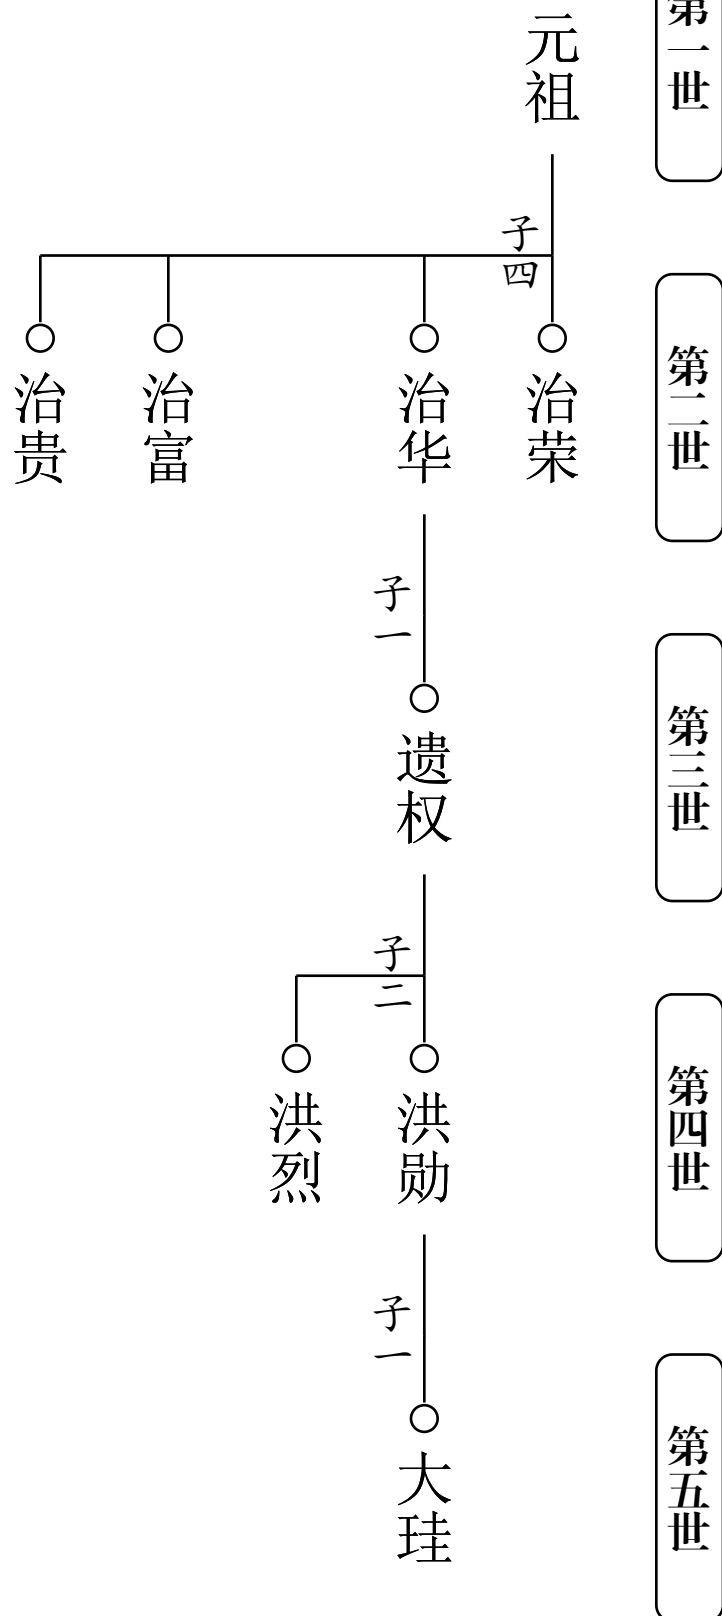 第一世
元祖
子四
第二世
治荣
治华
治富
治贵
子一
第三世
遗权
子二
第四世
洪勋
洪烈
子一
第五世
大珪